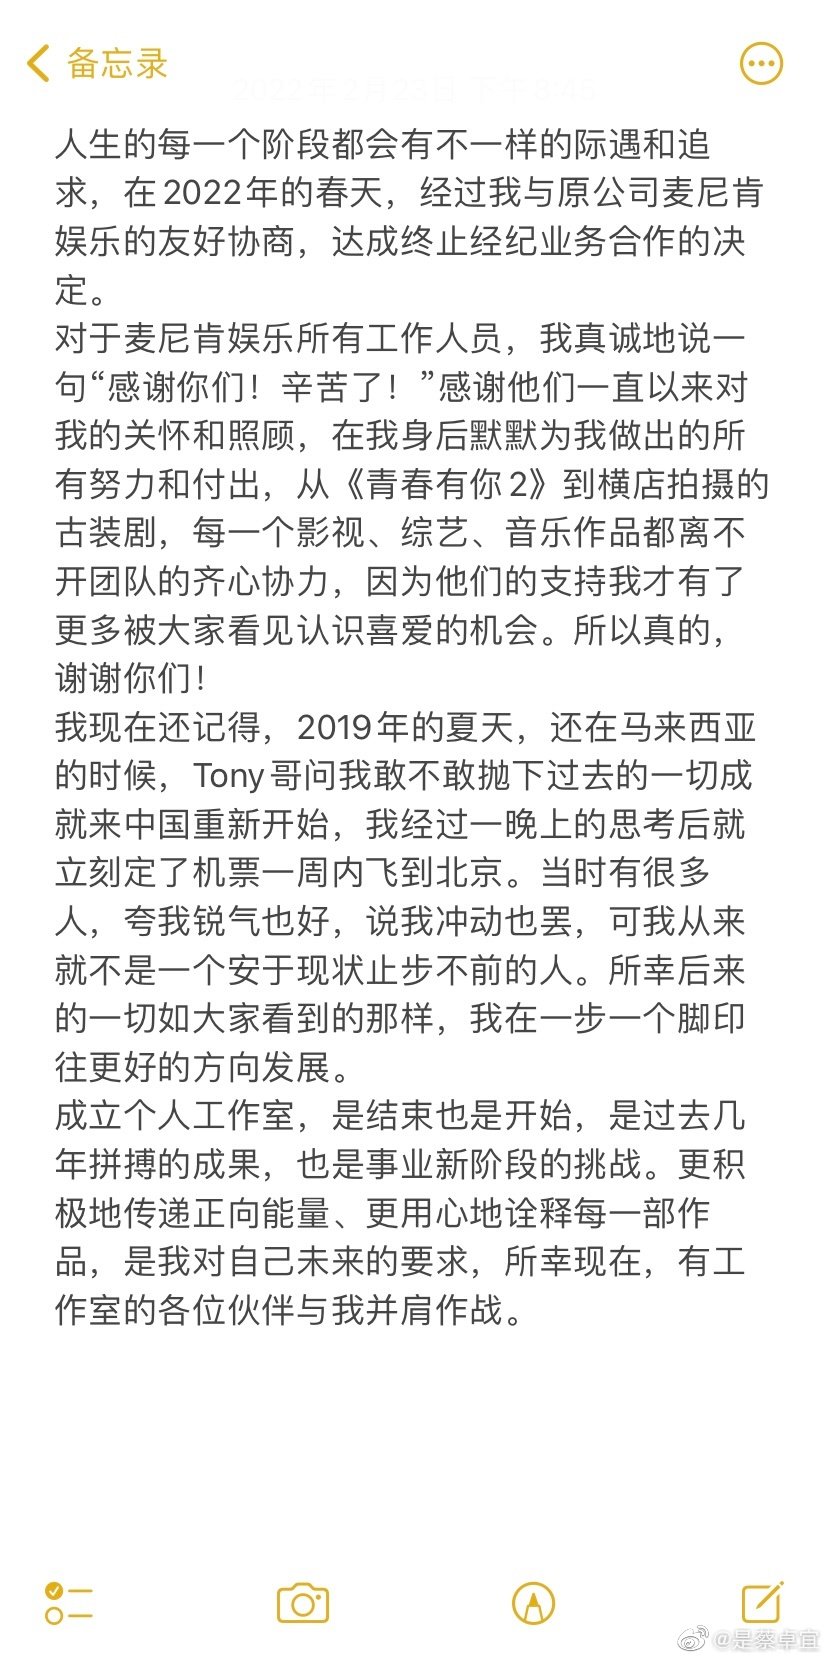 备忘录
2022年2月23日 下午3:46
人生的每一个阶段都会有不一样的际遇和追
求，在2022年的春天，经过我与原公司麦尼肯
娱乐的友好协商，达成终止经纪业务合作的决
定。
对于麦尼肯娱乐所有工作人员，我真诚地说一
句“感谢你们！辛苦了！”感谢他们一直以来对
我的关怀和照顾，在我身后默默为我做出的所
有努力和付出，从《青春有你2》到横店拍摄的
古装剧，每一个影视、综艺、音乐作品都离不
开团队的齐心协力，因为他们的支持我才有了
更多被大家看见认识喜爱的机会。所以真的，
谢谢你们！
我现在还记得，2019年的夏天，还在马来西亚
的时候，Tony哥问我敢不敢抛下过去的一切成
就来中国重新开始，我经过一晚上的思考后就
立刻定了机票一周内飞到北京。当时有很多
人，夸我锐气也好，说我冲动也罢，可我从来
就不是一个安于现状止步不前的人。所幸后来
的一切如大家看到的那样，我在一步一个脚印
往更好的方向发展。
成立个人工作室，是结束也是开始，是过去几
年拼搏的成果，也是事业新阶段的挑战。更积
极地传递正向能量、更用心地诠释每一部作
品，是我对自己未来的要求，所幸现在，有工
作室的各位伙伴与我并肩作战。
@是蔡卓宜